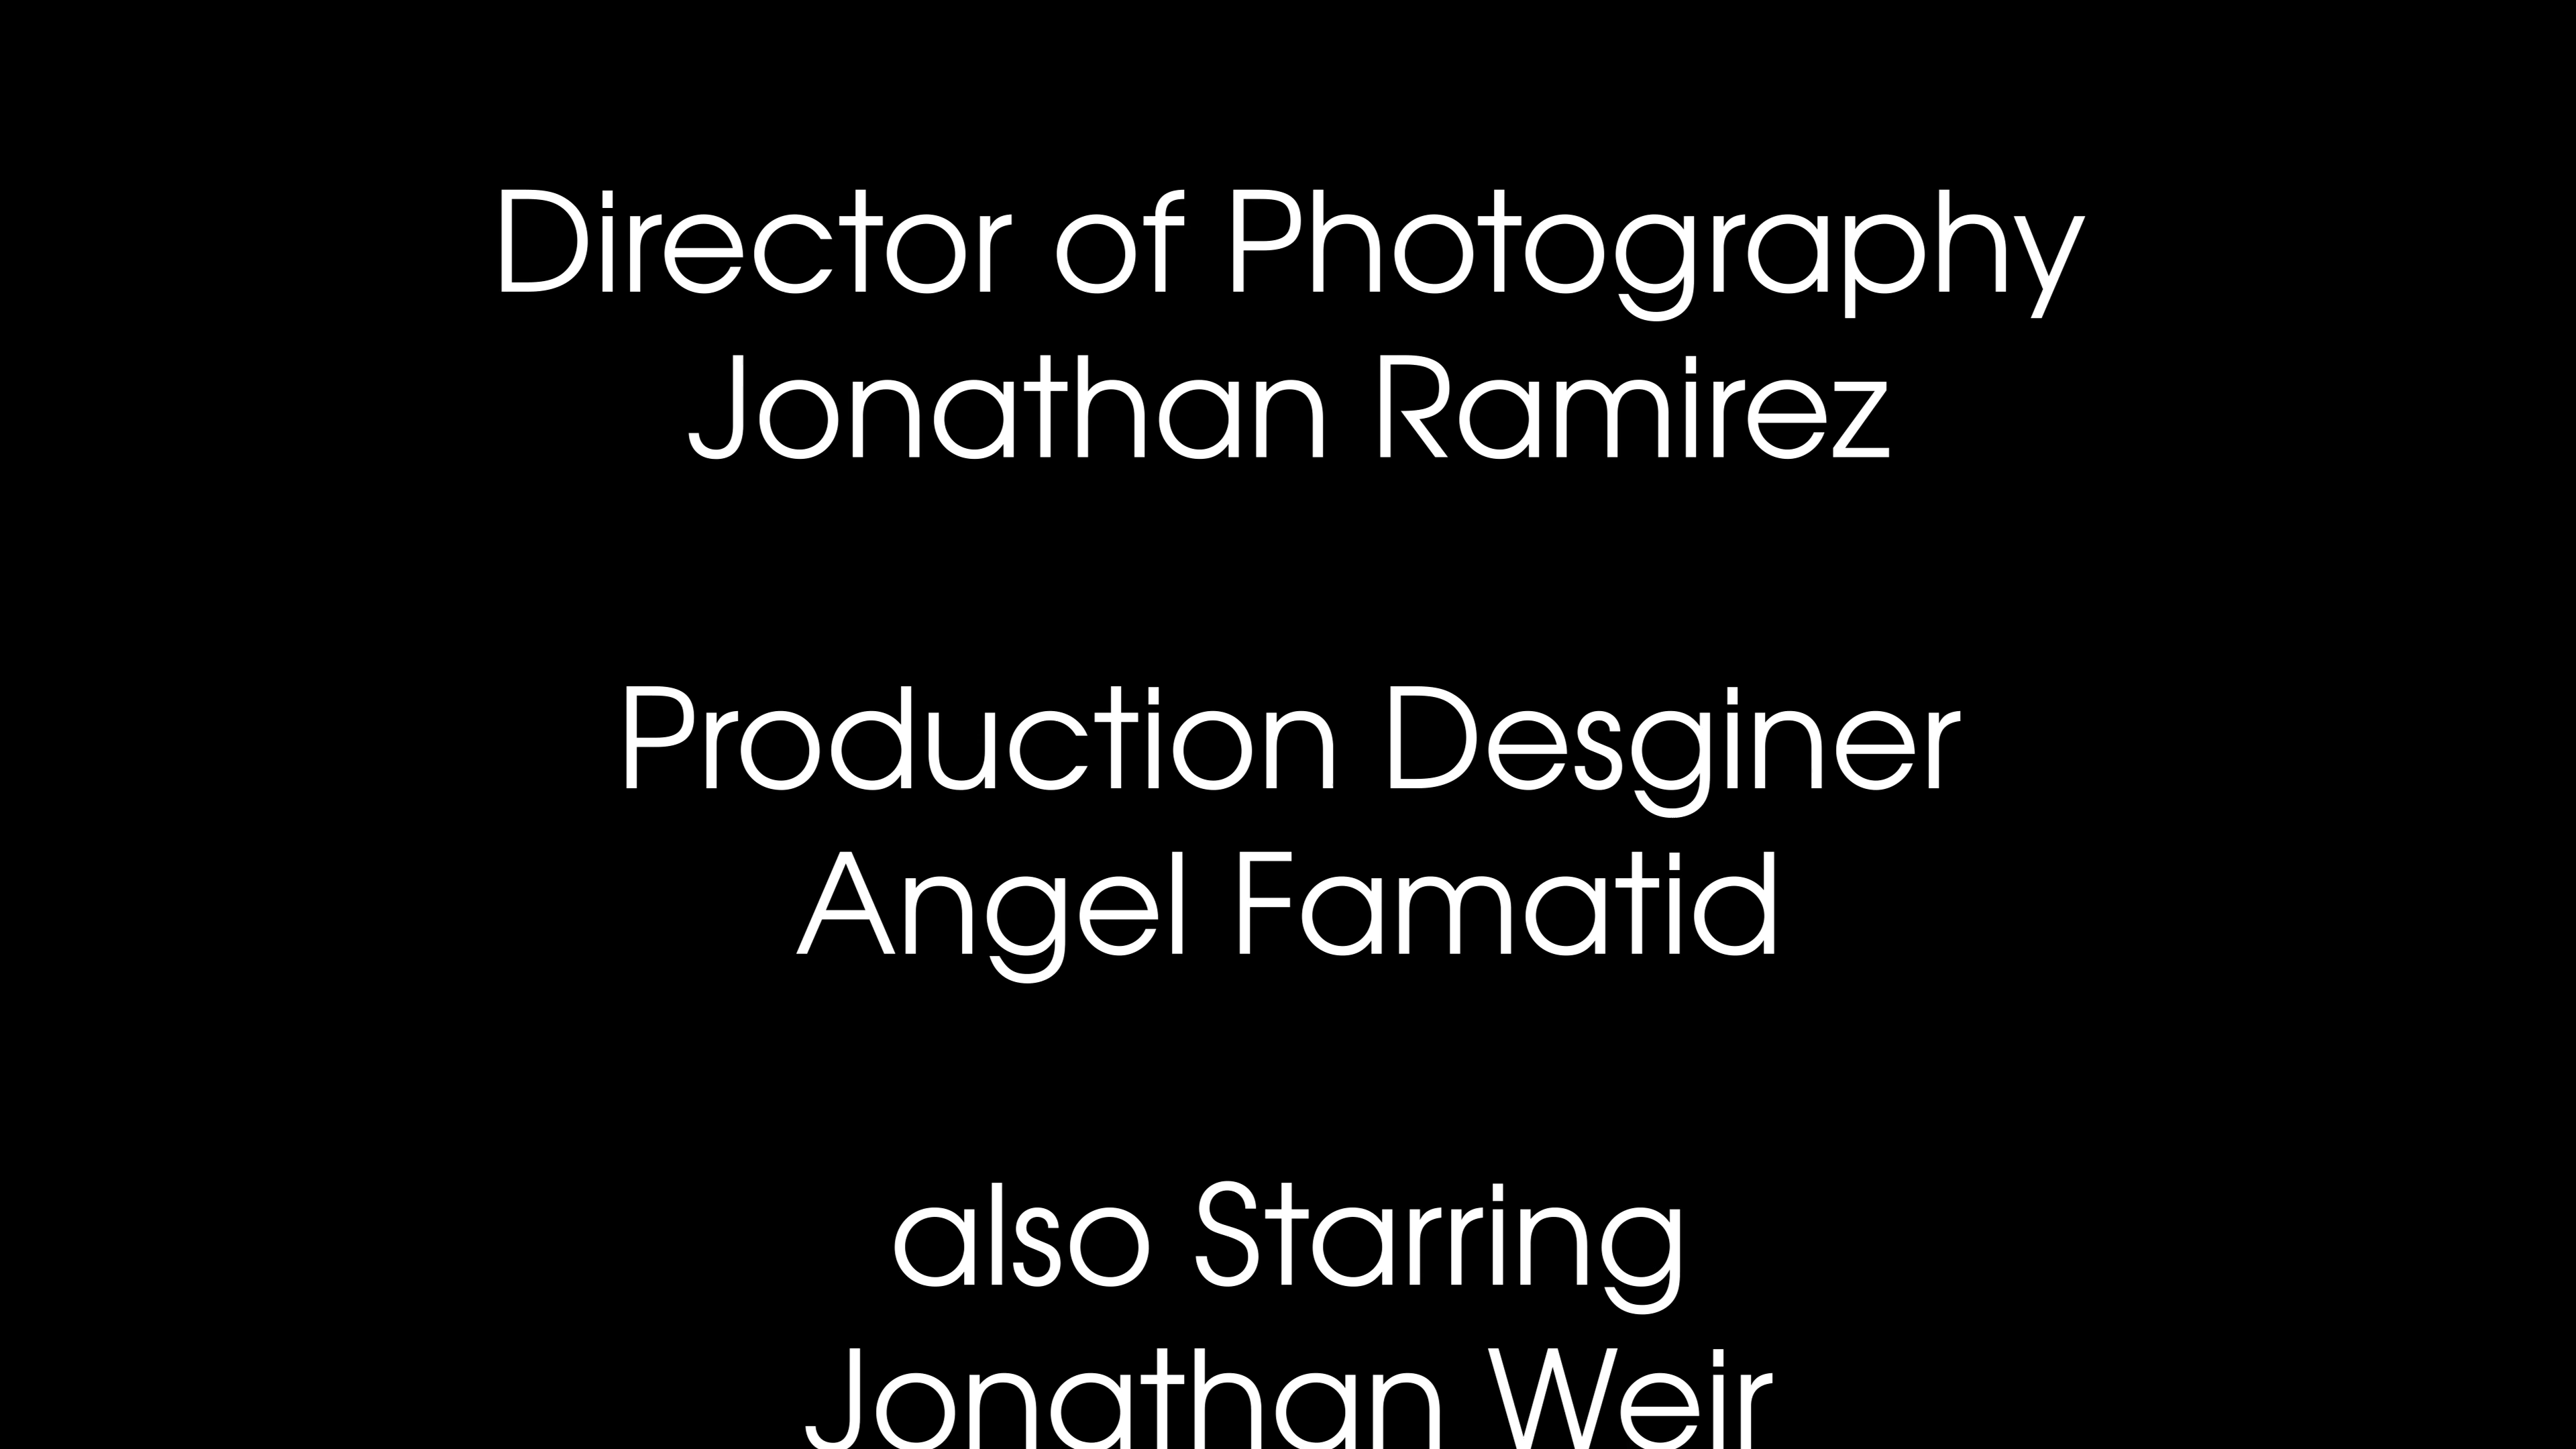 Director of Photography
Jonathan Ramirez
Production Desginer
Angel Famatid
also Starring
Jonathan Weir